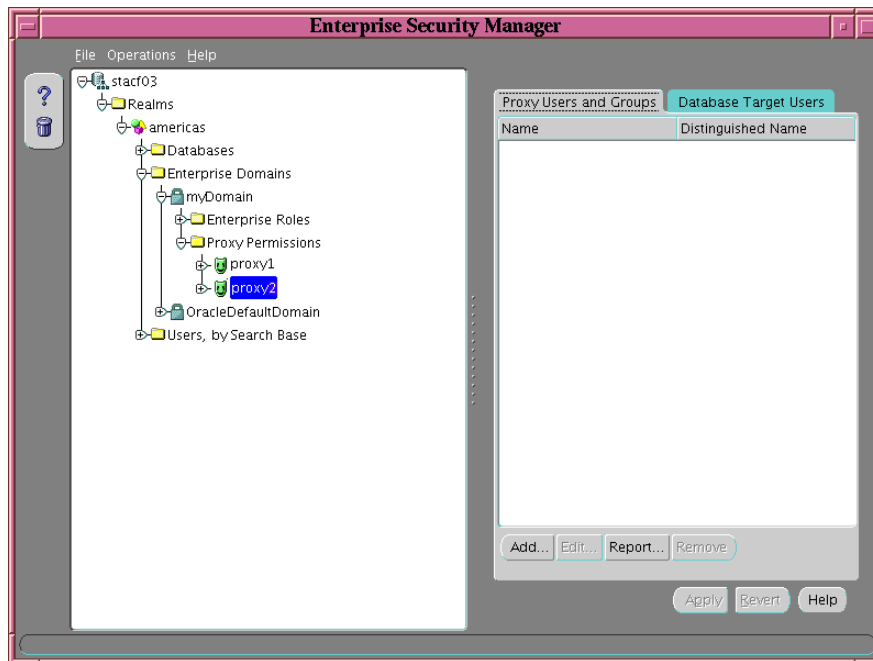 Enterprise Security Manager
File Operations Help
?
stacf03
Realms
americas
Databases
Enterprise Domains
myDomain
Enterprise Roles
Proxy Permissions
proxy1
proxy2
OracleDefaultDomain
Users, by Search Base
Proxy Users and Groups Database Target Users
Name Distinguished Name
Add... Edit... Report... Remove
Apply Revert Help